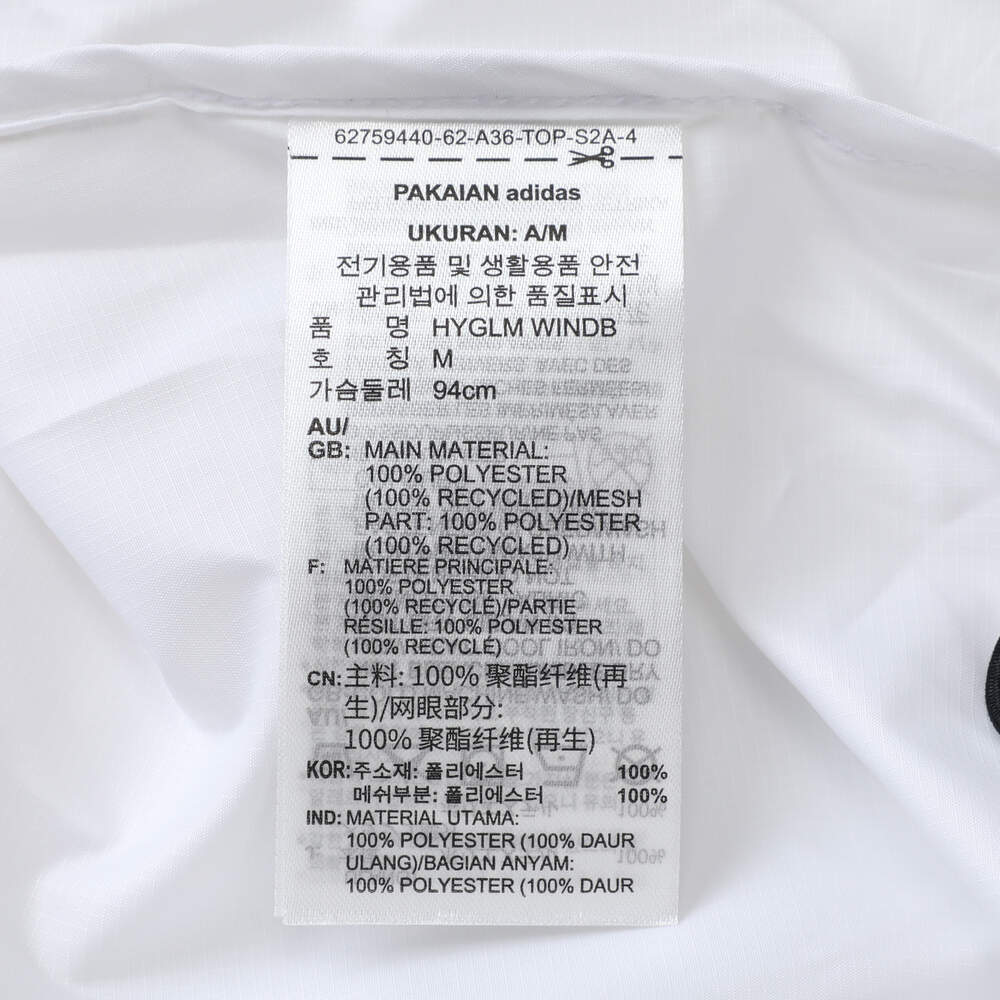 62759440-62-A36-TOP-S2A-4
PAKAIAN adidas
UKURAN: A/M
전기용품 및 생활용품 안전
관리법에 의한 품질표시
품 명 HYGLM WINDB
호 칭 M
가슴둘레 94cm
AU/
GB: MAIN MATERIAL:
100% POLYESTER
(100% RECYCLED)/MESH
PART: 100% POLYESTER
(100% RECYCLED)
F: MATIÈRE PRINCIPALE:
100% POLYESTER
(100% RECYCLÉ)/PARTIE
RÉSILLE: 100% POLYESTER
(100% RECYCLÉ)
CN: 主料: 100% 聚酯纤维(再
生)/网眼部分:
100% 聚酯纤维(再生)
KOR: 주소재: 폴리에스터 100%
메쉬부분: 폴리에스터 100%
IND: MATERIAL UTAMA:
100% POLYESTER (100% DAUR
ULANG)/BAGIAN ANYAM:
100% POLYESTER (100% DAUR